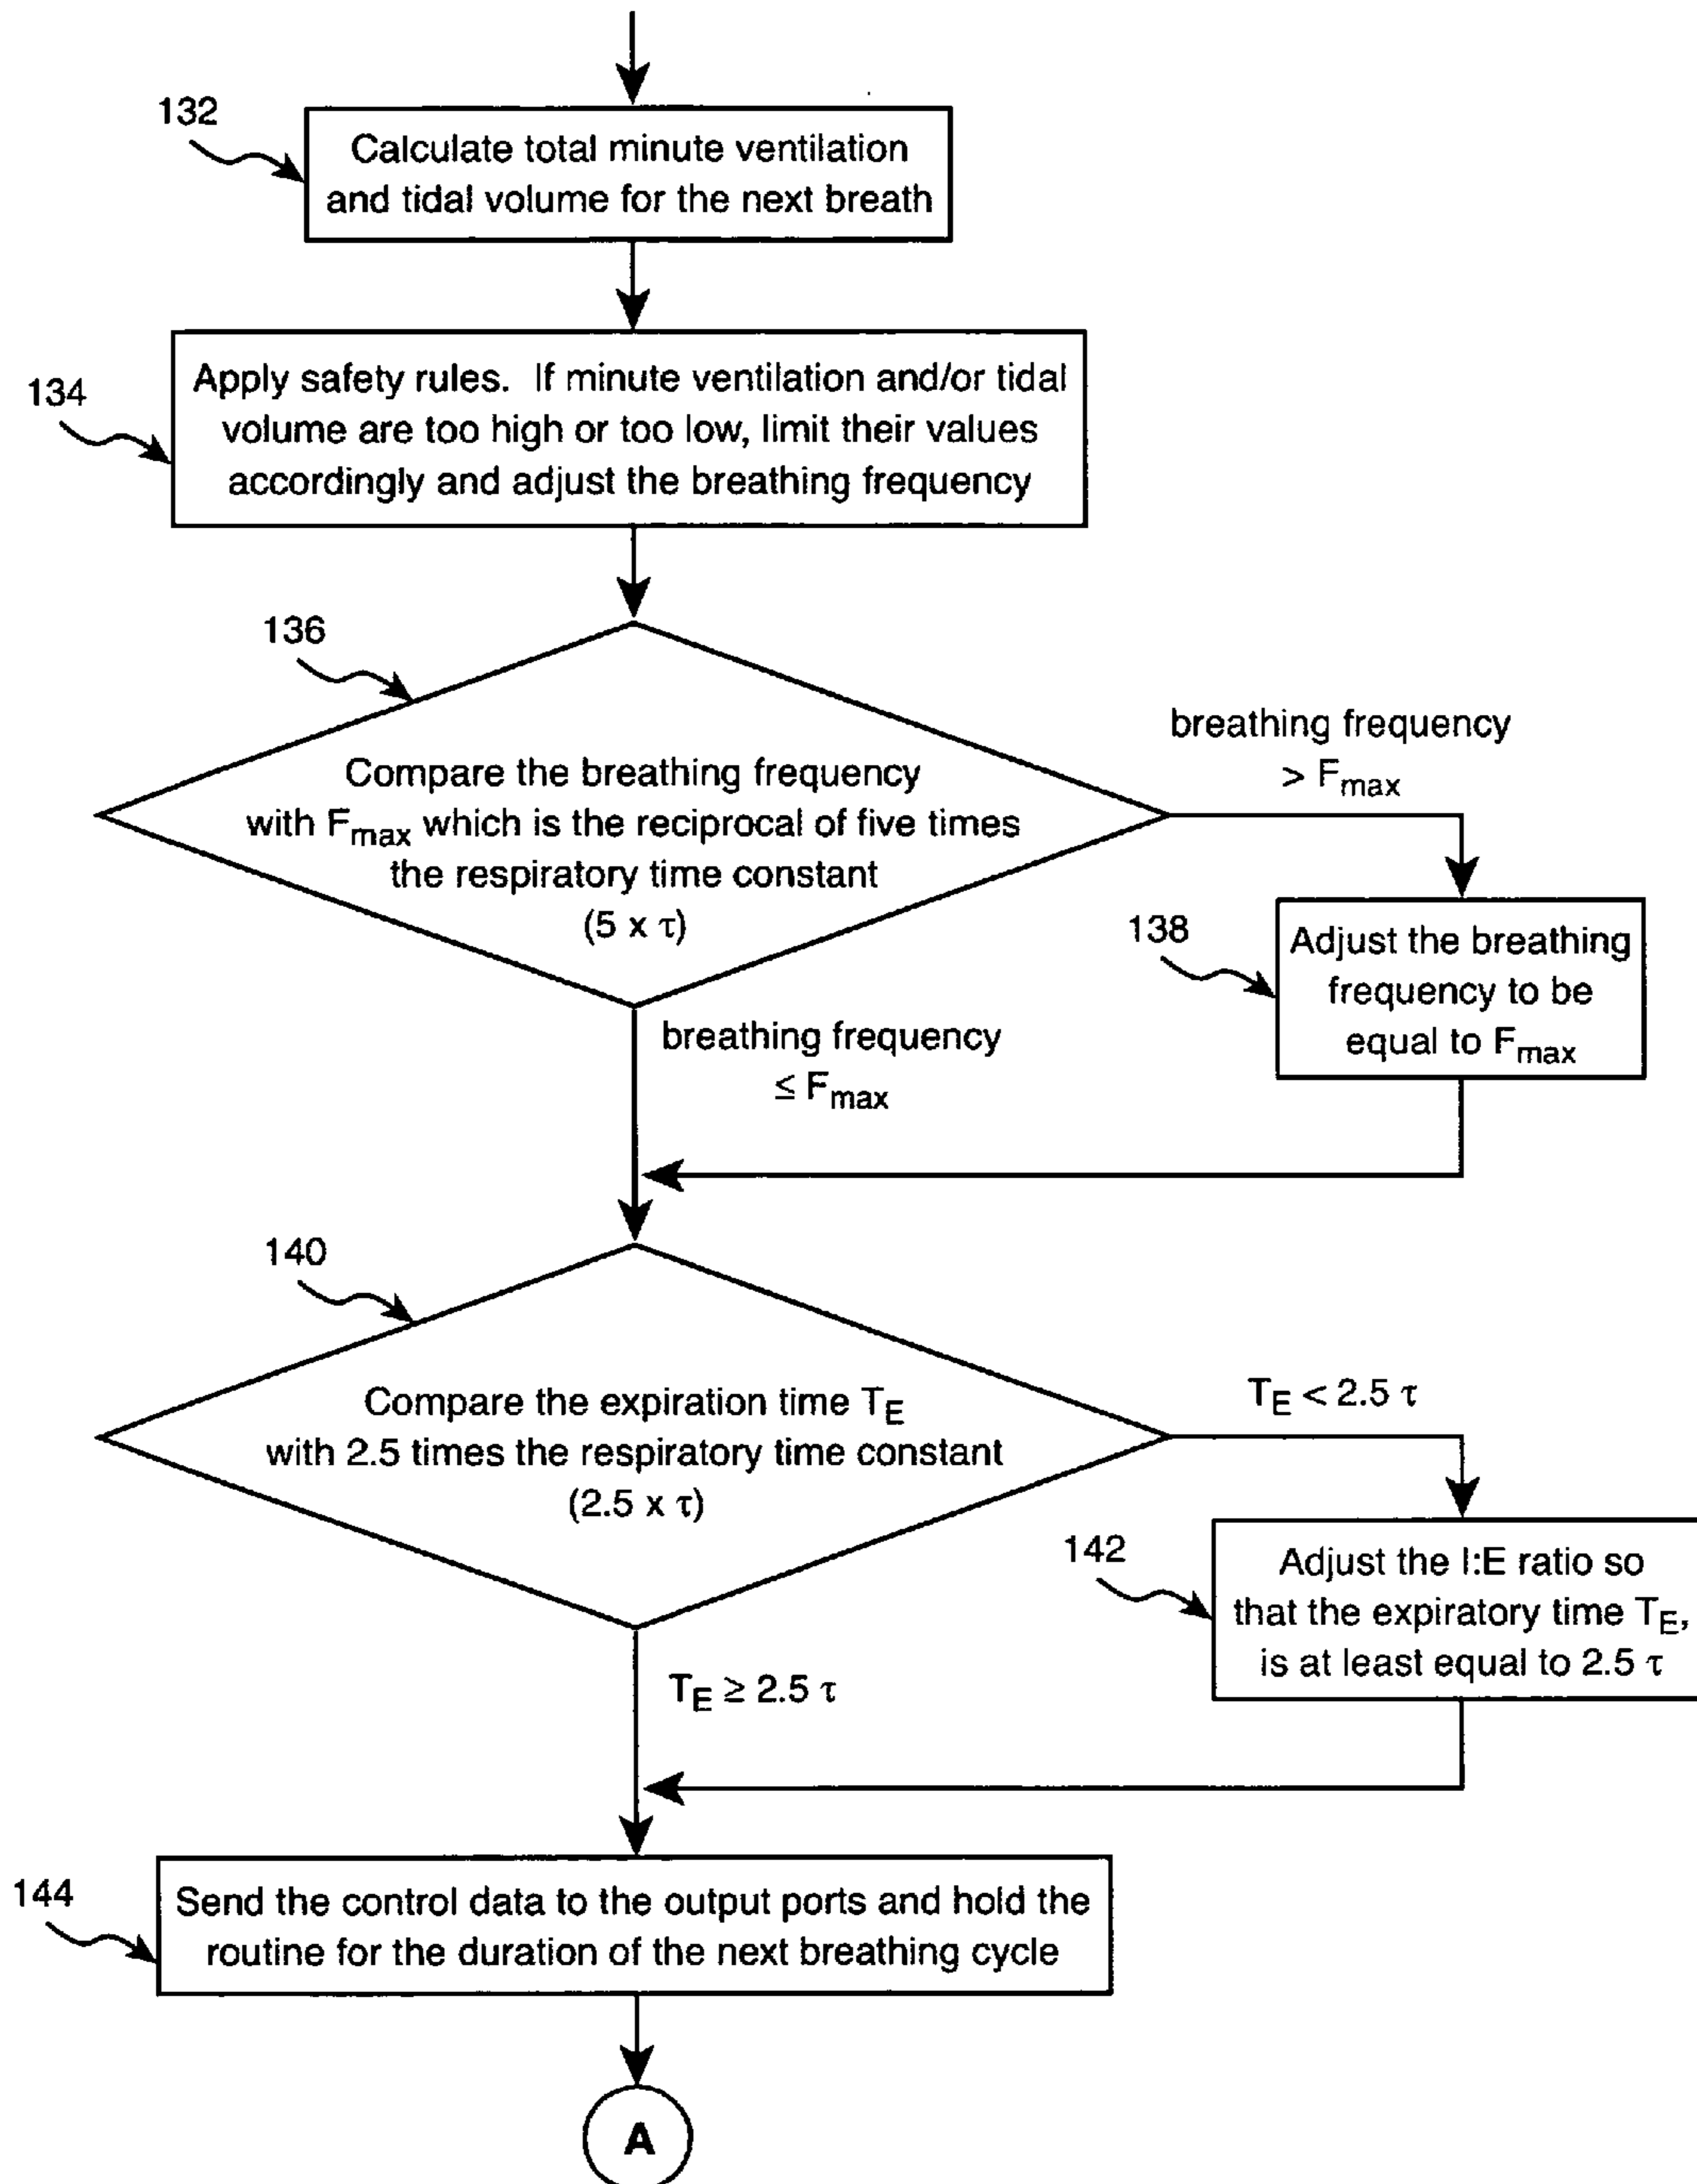 132
Calculate total minute ventilation
and tidal volume for the next breath
134
Apply safety rules. If minute ventilation and/or tidal
volume are too high or too low, limit their values
accordingly and adjust the breathing frequency
136
Compare the breathing frequency
with Fmax which is the reciprocal of five times
the respiratory time constant
(5 x τ)
breathing frequency
> Fmax
138
Adjust the breathing
frequency to be
equal to Fmax
breathing frequency
≤ Fmax
140
Compare the expiration time TE
with 2.5 times the respiratory time constant
(2.5 x τ)
TE < 2.5 τ
142
Adjust the I:E ratio so
that the expiratory time TE,
is at least equal to 2.5 τ
TE ≥ 2.5 τ
144
Send the control data to the output ports and hold the
routine for the duration of the next breathing cycle
A